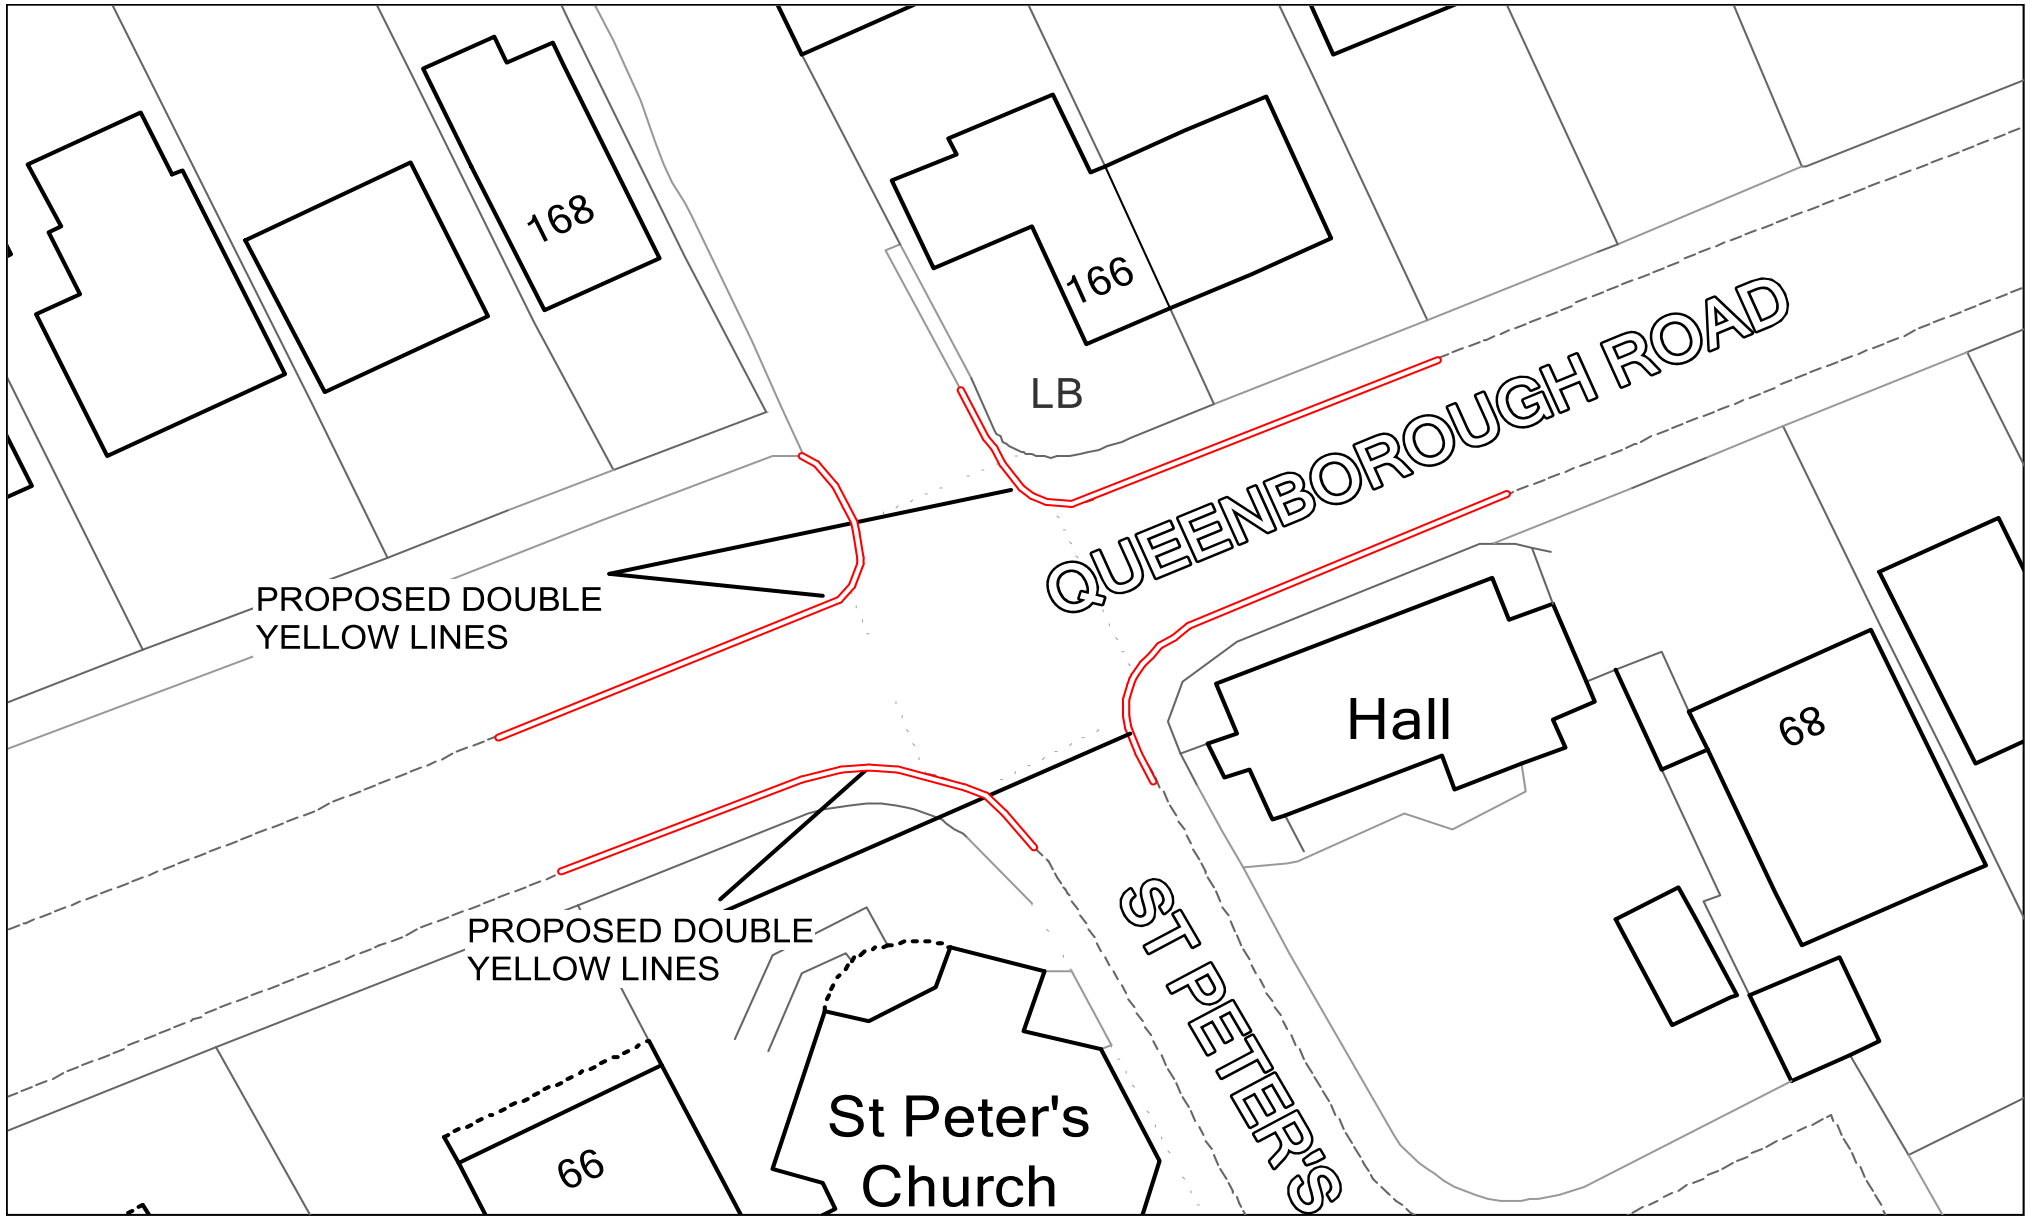 168
166
LB
QUEENBOROUGH ROAD
PROPOSED DOUBLE
YELLOW LINES
Hall
68
PROPOSED DOUBLE
YELLOW LINES
ST PETER'S
St Peter's
Church
66